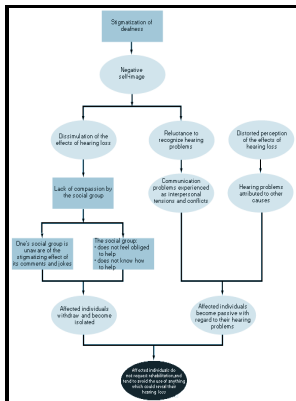 Stigmatization of
deafness
Negative
self-image
Dissimulation of the
effects of hearing loss
Reluctance to
recognize hearing
problems
Distorted perception
of the effects of
hearing loss
Lack of compassion by
the social group
Communication
problems experienced
as interpersonal
tensions and conflicts
Hearing problems
attributed to other
causes
One's social group is
unaware of the
stigmatizing effect of
its comments and jokes
The social group:
• does not feel obliged
to help
• does not know how
to help
Affected individuals
withdraw and become
isolated
Affected individuals
become passive with
regard to their hearing
problems
Affected individuals do
not request rehabilitation, and
tend to avoid the use of anything
which could reveal their
hearing loss